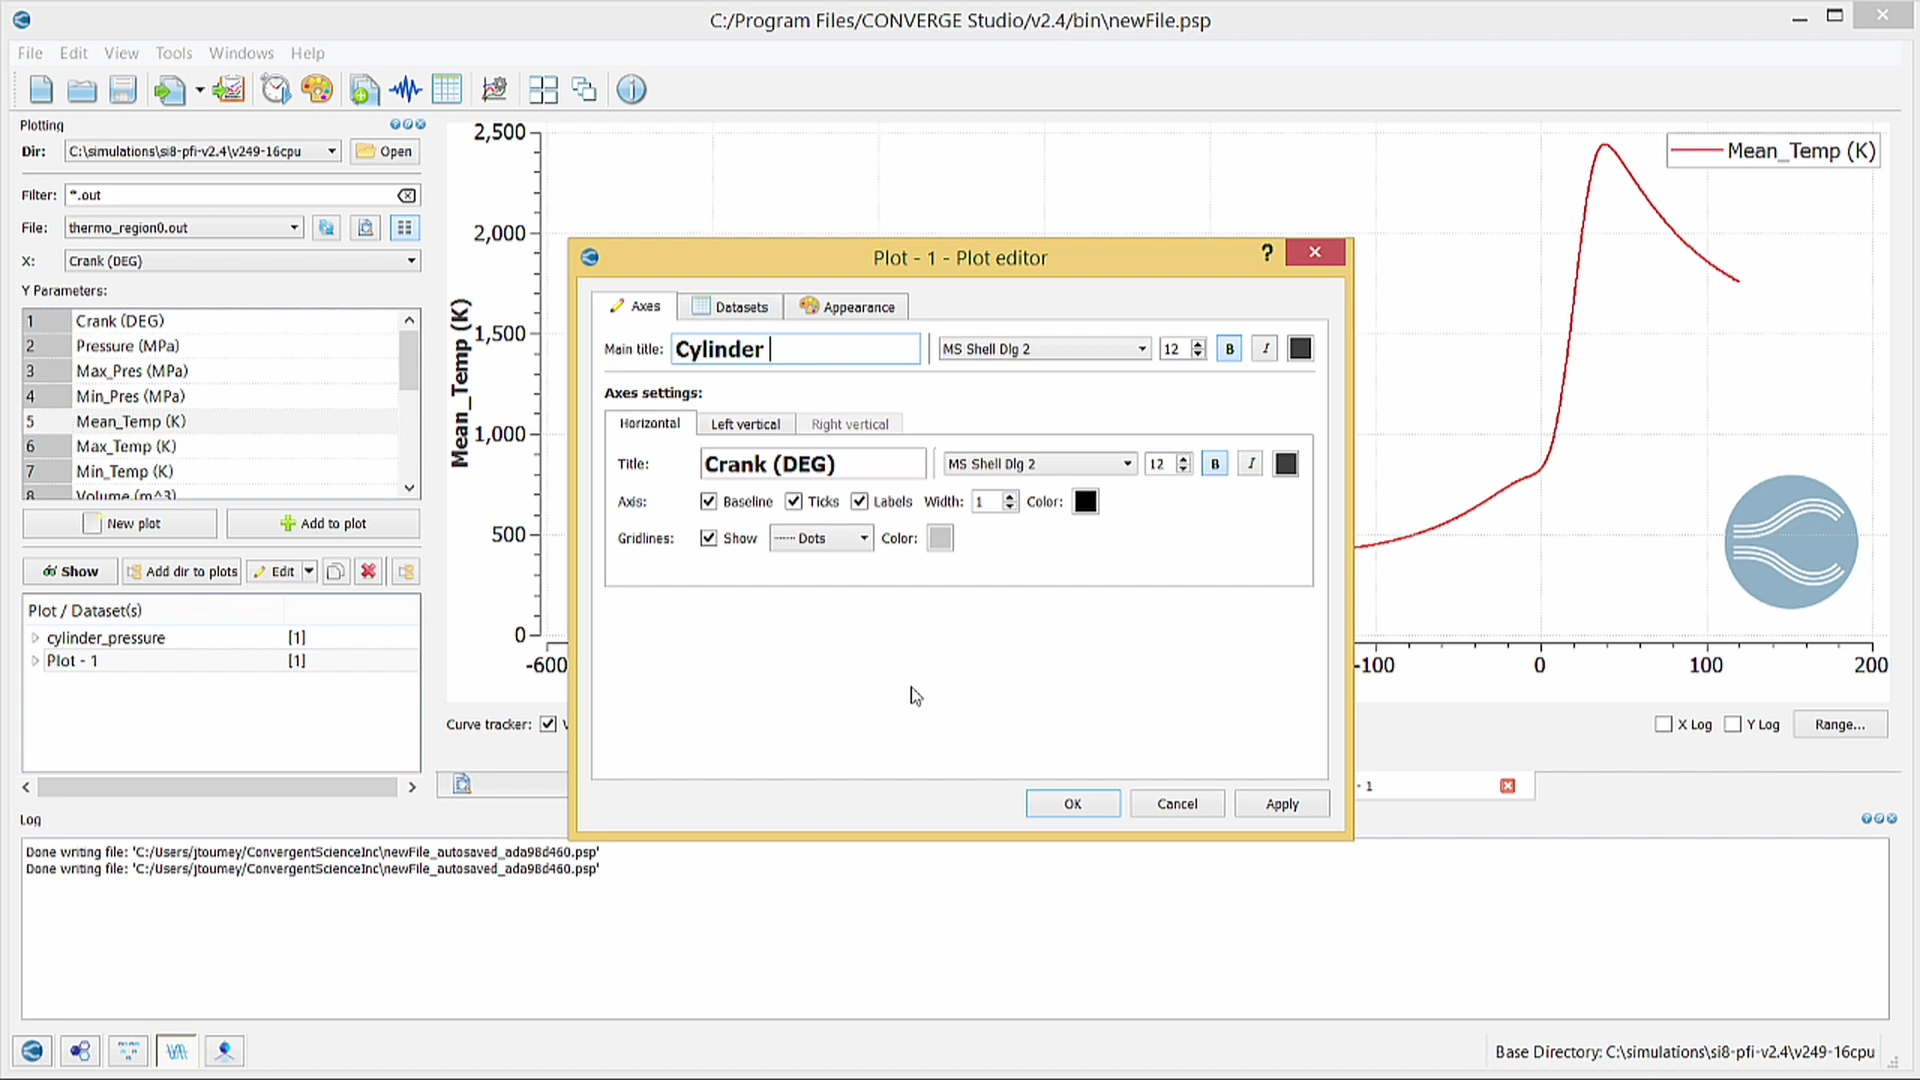 C:/Program Files/CONVERGE Studio/v2.4/bin\newFile.psp
File Edit View Tools Windows Help
Plotting
Dir: C:\simulations\si8-pfi-v2.4\v249-16cpu Open
Filter: *.out
File: thermo_region0.out
X: Crank (DEG)
Y Parameters:
1 Crank (DEG)
2 Pressure (MPa)
3 Max_Pres (MPa)
4 Min_Pres (MPa)
5 Mean_Temp (K)
6 Max_Temp (K)
7 Min_Temp (K)
8 Volume (m^3)
New plot Add to plot
Show Add dir to plots Edit
Plot / Dataset(s)
cylinder_pressure [1]
Plot - 1 [1]
2,500
2,000
1,500
1,000
500
0
Mean_Temp (K)
Mean_Temp (K)
-600 -100 0 100 200
Curve tracker: X Log Y Log Range...
- 1
Plot - 1 - Plot editor ?
Axes Datasets Appearance
Main title: Cylinder MS Shell Dlg 2 12 B I
Axes settings:
Horizontal Left vertical Right vertical
Title: Crank (DEG) MS Shell Dlg 2 12 B I
Axis: Baseline Ticks Labels Width: 1 Color:
Gridlines: Show Dots Color:
OK Cancel Apply
Log
Done writing file: 'C:/Users/jtoumey/ConvergentScienceInc\newFile_autosaved_ada98d460.psp'
Done writing file: 'C:/Users/jtoumey/ConvergentScienceInc\newFile_autosaved_ada98d460.psp'
Base Directory: C:\simulations\si8-pfi-v2.4\v249-16cpu